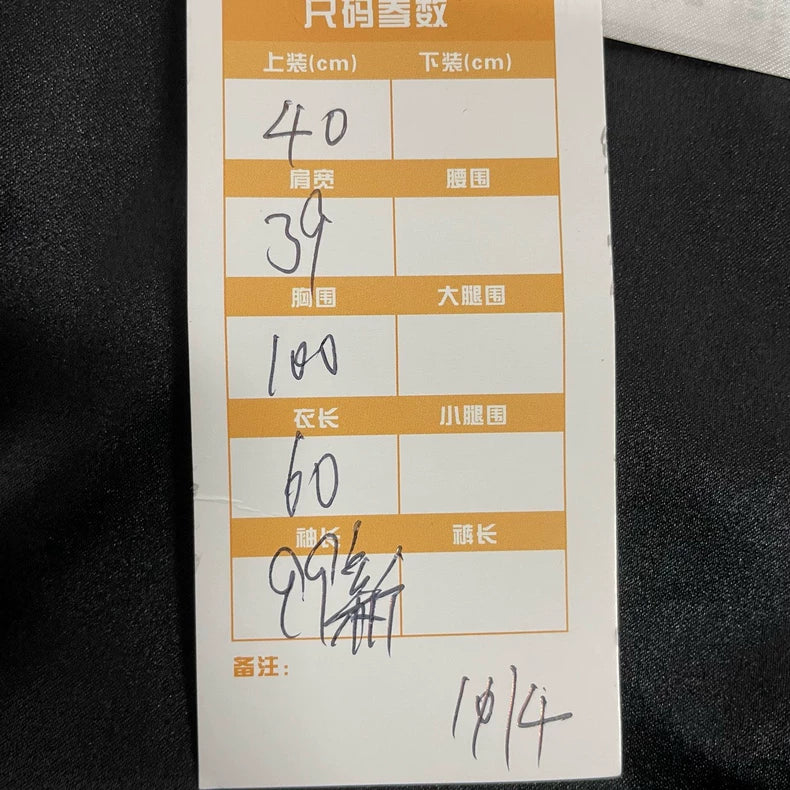 尺码参数
上装(cm) 下装(cm)
40
肩宽 腰围
39
胸围 大腿围
100
衣长 小腿围
60
袖长 裤长
99新
备注: